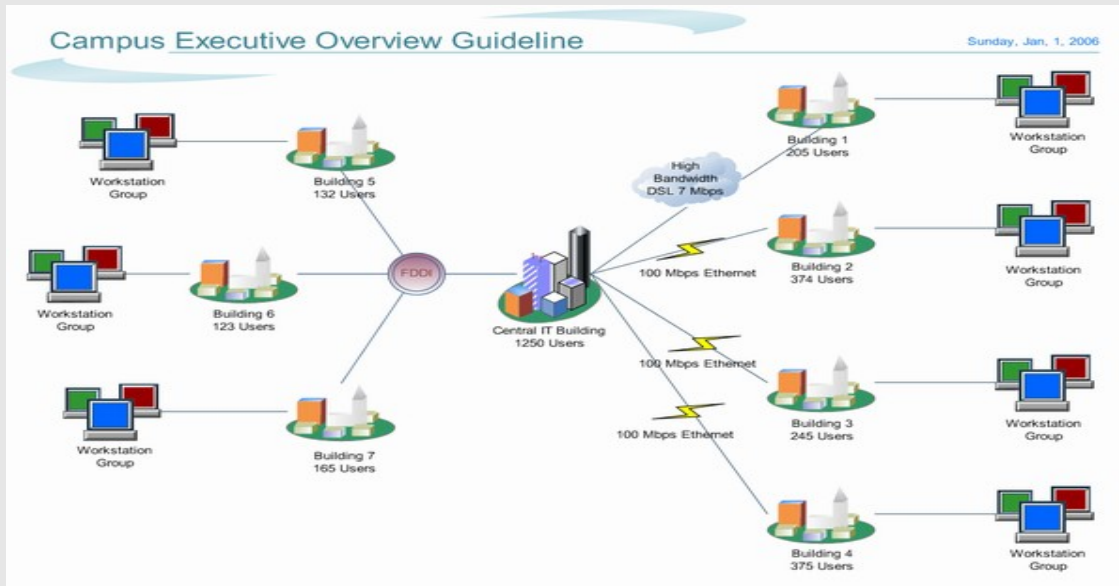 Campus Executive Overview Guideline
Sunday, Jan, 1, 2006
Workstation
Group
Building 5
132 Users
Workstation
Group
Building 6
123 Users
Workstation
Group
Building 7
165 Users
FDDI
Central IT Building
1250 Users
High
Bandwidth
DSL 7 Mbps
100 Mbps Ethernet
100 Mbps Ethernet
100 Mbps Ethernet
Building 1
205 Users
Workstation
Group
Building 2
374 Users
Workstation
Group
Building 3
245 Users
Workstation
Group
Building 4
375 Users
Workstation
Group